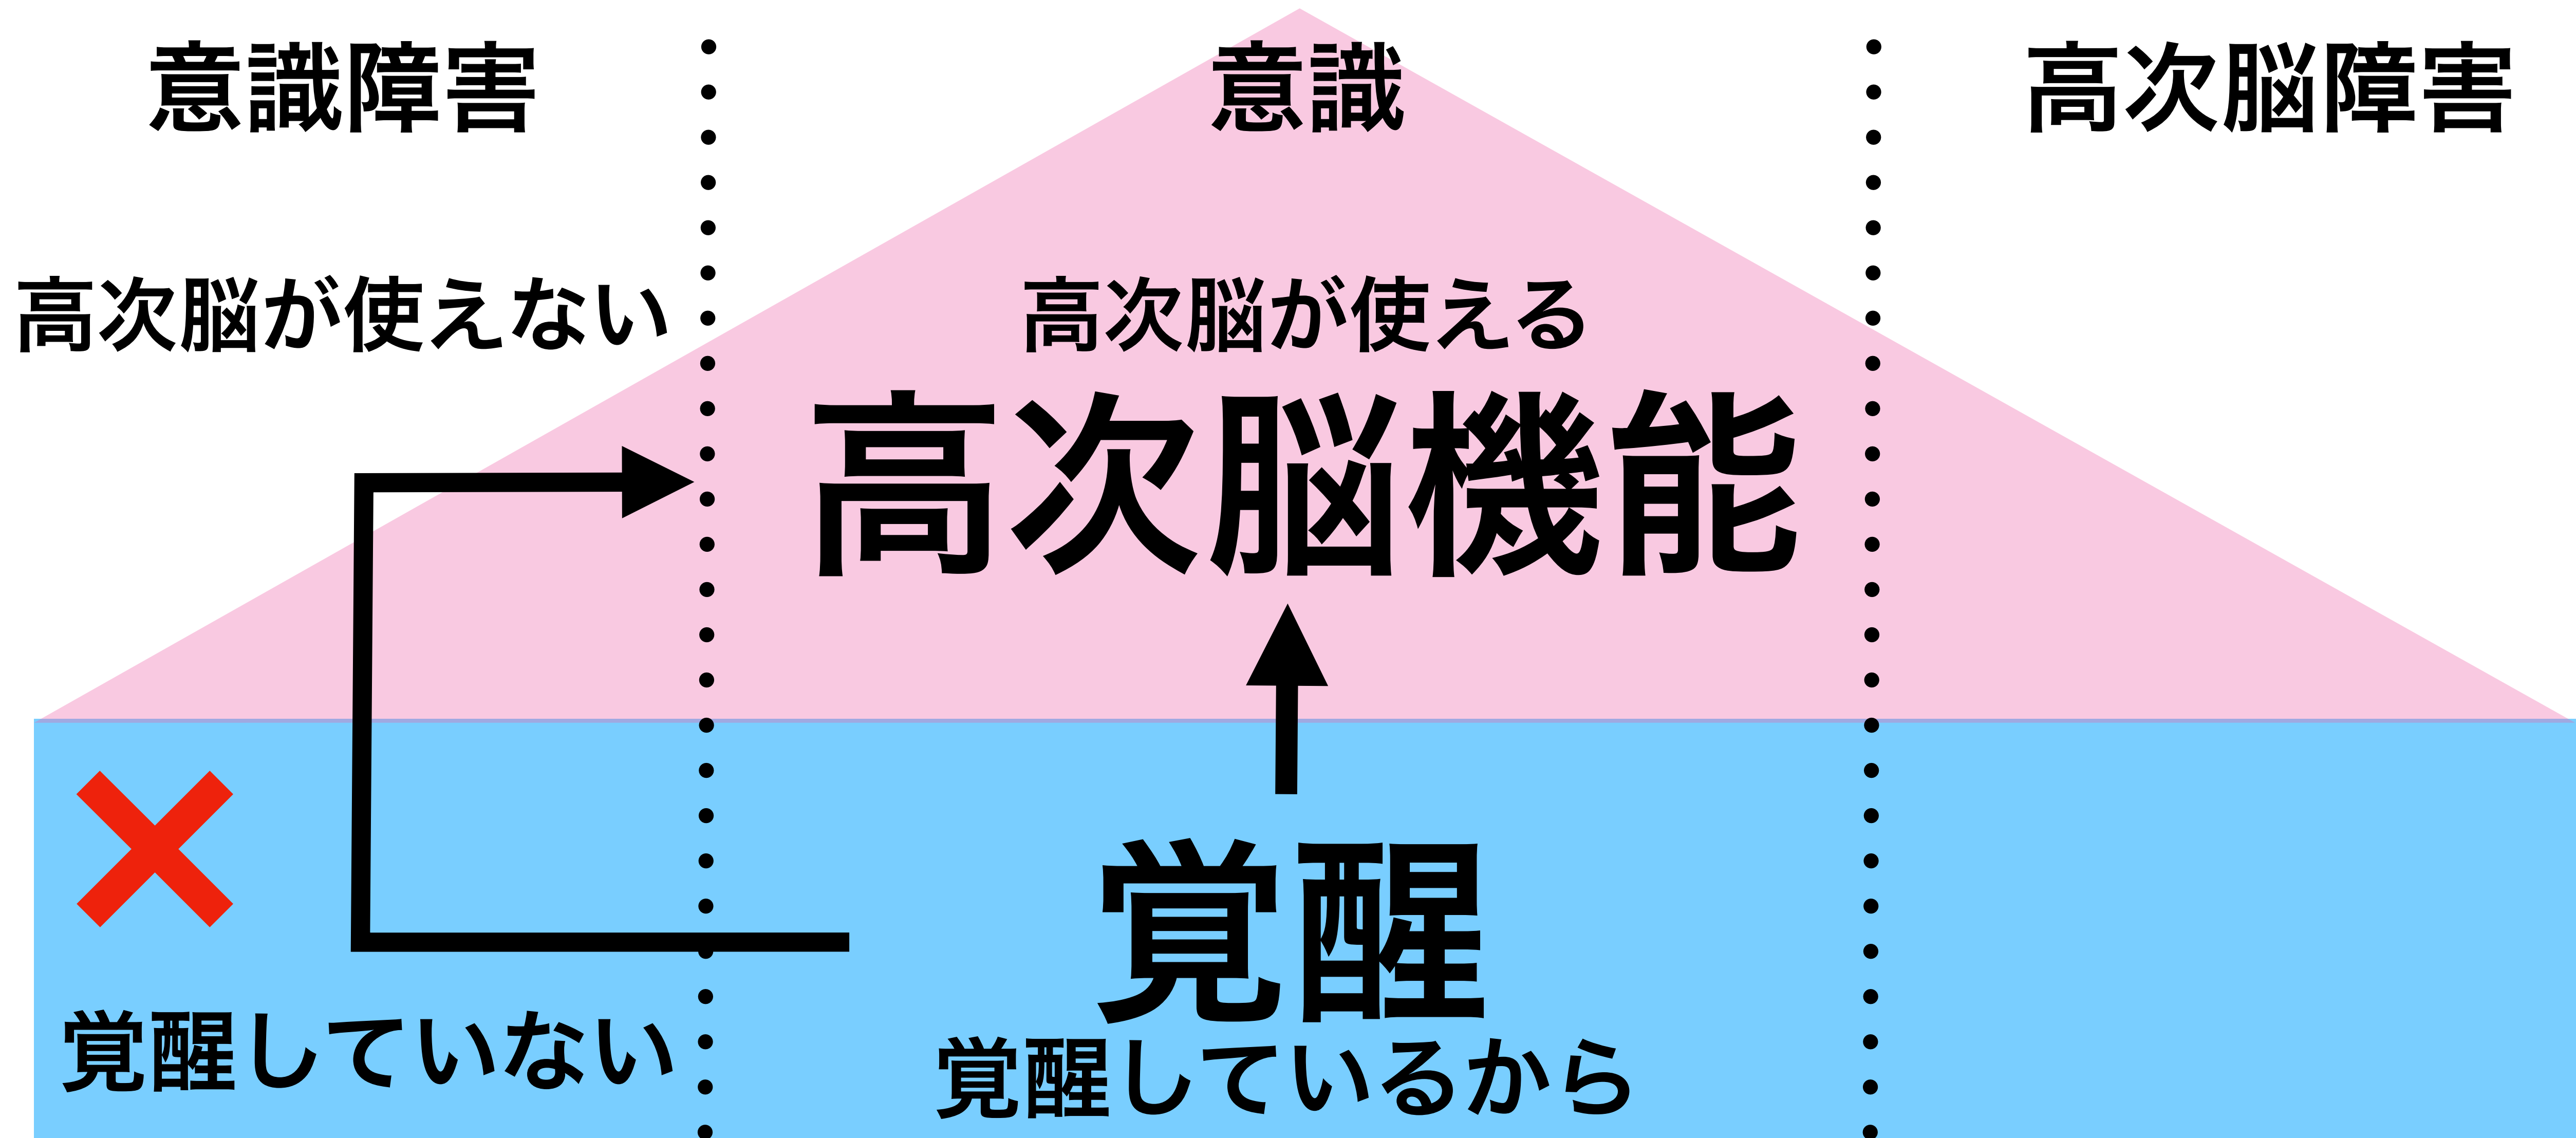 意識障害
意識
高次脳障害
高次脳が使えない
高次脳が使える
高次脳機能
覚醒
覚醒していない
覚醒しているから